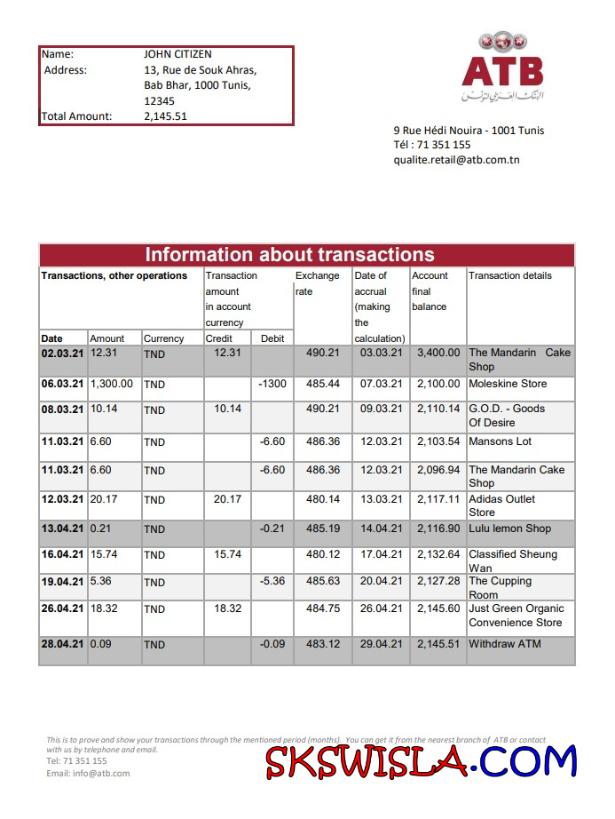 Name: JOHN CITIZEN
Address: 13, Rue de Souk Ahras,
Bab Bhar, 1000 Tunis,
12345
Total Amount: 2,145.51
ATB
البنك العربي لتونس
9 Rue Hédi Nouira - 1001 Tunis
Tél : 71 351 155
qualite.retail@atb.com.tn
Information about transactions
Transactions, other operations
Transaction
amount
in account
currency
Exchange
rate
Date of
accrual
(making
the
calculation)
Account
final
balance
Transaction details
Date Amount Currency Credit Debit
02.03.21 12.31 TND 12.31 490.21 03.03.21 3,400.00 The Mandarin Cake
Shop
06.03.21 1,300.00 TND -1300 485.44 07.03.21 2,100.00 Moleskine Store
08.03.21 10.14 TND 10.14 490.21 09.03.21 2,110.14 G.O.D. - Goods
Of Desire
11.03.21 6.60 TND -6.60 486.36 12.03.21 2,103.54 Mansons Lot
11.03.21 6.60 TND -6.60 486.36 12.03.21 2,096.94 The Mandarin Cake
Shop
12.03.21 20.17 TND 20.17 480.14 13.03.21 2,117.11 Adidas Outlet
Store
13.04.21 0.21 TND -0.21 485.19 14.04.21 2,116.90 Lulu lemon Shop
16.04.21 15.74 TND 15.74 480.12 17.04.21 2,132.64 Classified Sheung
Wan
19.04.21 5.36 TND -5.36 485.63 20.04.21 2,127.28 The Cupping
Room
26.04.21 18.32 TND 18.32 484.75 26.04.21 2,145.60 Just Green Organic
Convenience Store
28.04.21 0.09 TND -0.09 483.12 29.04.21 2,145.51 Withdraw ATM
This is to prove and show your transactions through the mentioned period (months). You can get it from the nearest branch of ATB or contact
with us by telephone and email.
Tel: 71 351 155
Email: info@atb.com
SKSWISLA.COM